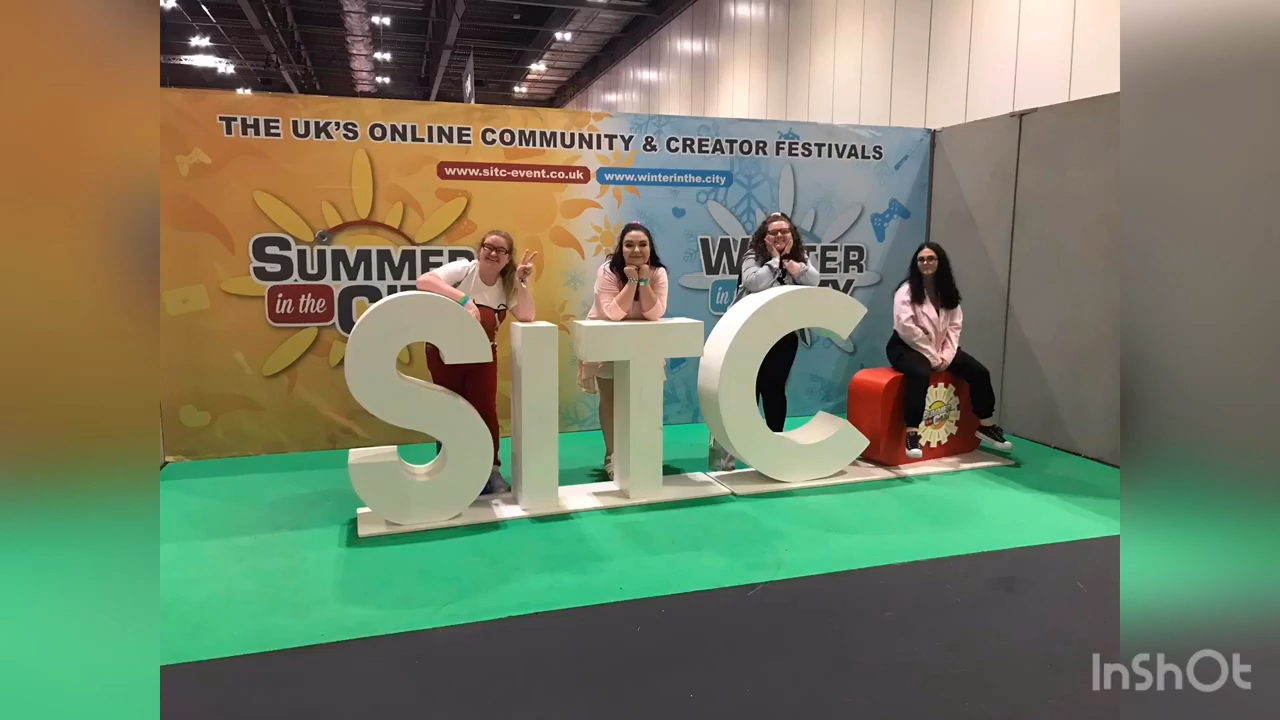 THE UK'S ONLINE COMMUNITY & CREATOR FESTIVALS
www.sitc-event.co.uk
www.winterinthe.city
SUMMER
in the
SITC
InShOt